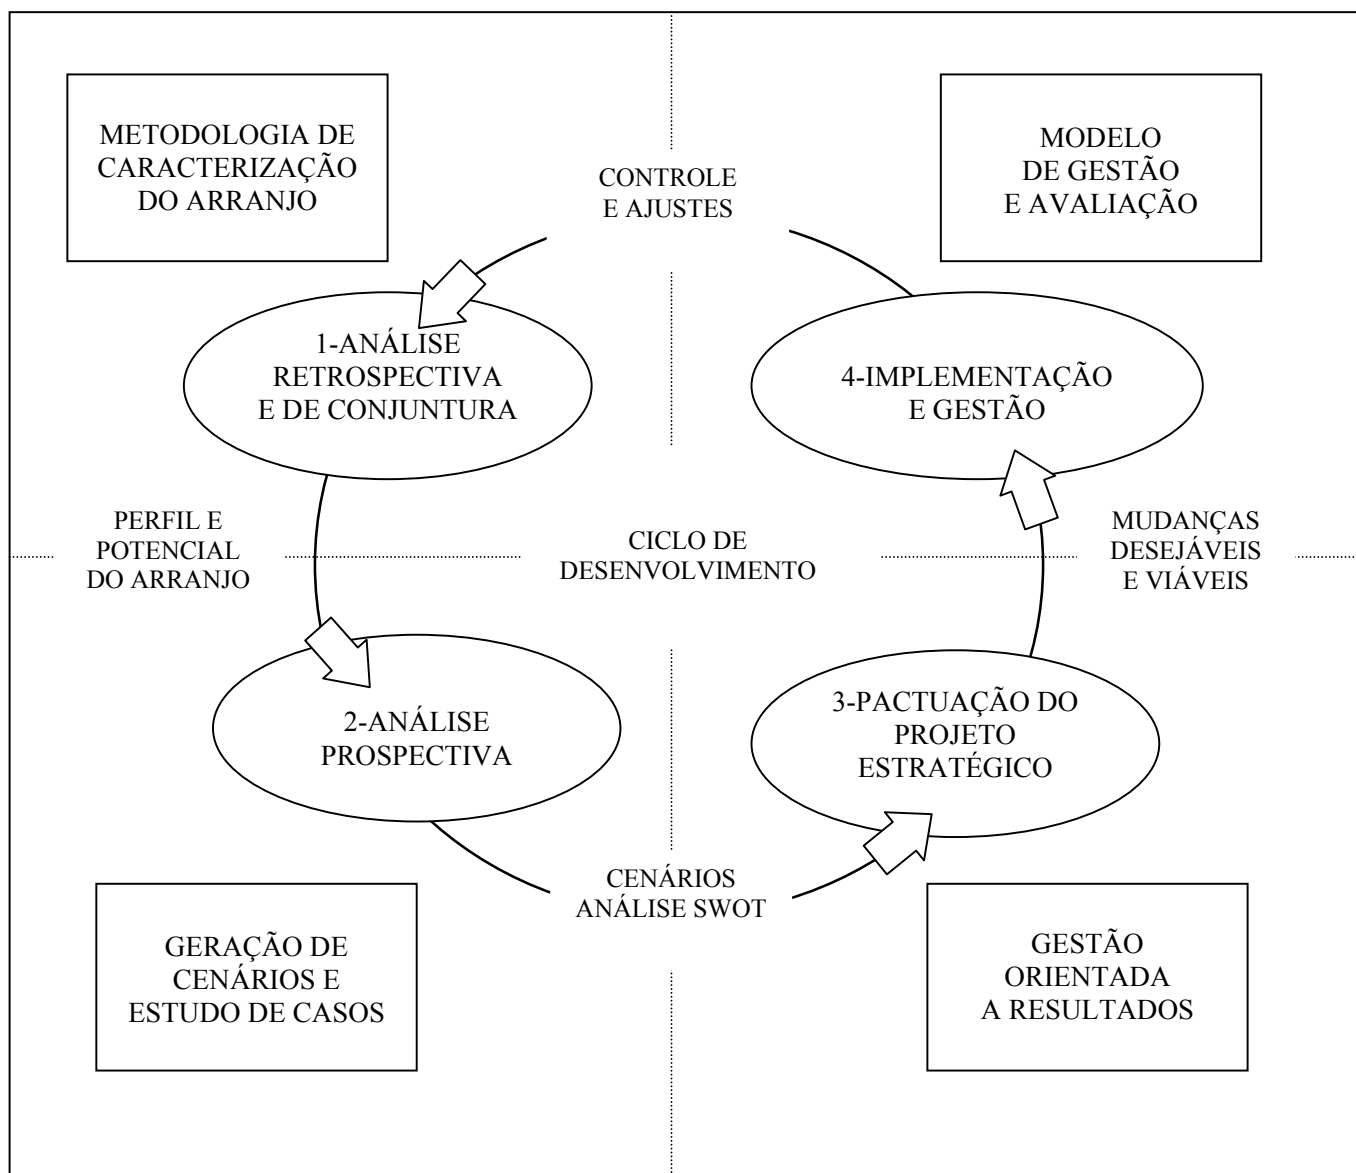 METODOLOGIA DE
CARACTERIZAÇÃO
DO ARRANJO
CONTROLE
E AJUSTES
MODELO
DE GESTÃO
E AVALIAÇÃO
1-ANÁLISE
RETROSPECTIVA
E DE CONJUNTURA
4-IMPLEMENTAÇÃO
E GESTÃO
PERFIL E
POTENCIAL
DO ARRANJO
CICLO DE
DESENVOLVIMENTO
MUDANÇAS
DESEJÁVEIS
E VIÁVEIS
2-ANÁLISE
PROSPECTIVA
3-PACTUAÇÃO DO
PROJETO
ESTRATÉGICO
CENÁRIOS
ANÁLISE SWOT
GERAÇÃO DE
CENÁRIOS E
ESTUDO DE CASOS
GESTÃO
ORIENTADA
A RESULTADOS